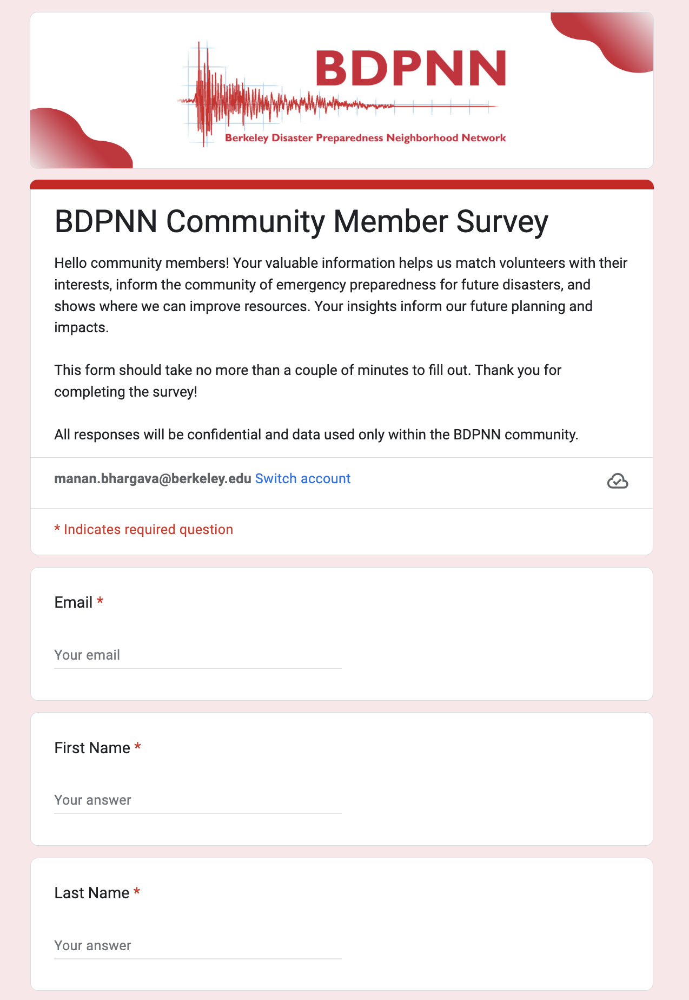 BDPNN
Berkeley Disaster Preparedness Neighborhood Network
BDPNN Community Member Survey
Hello community members! Your valuable information helps us match volunteers with their
interests, inform the community of emergency preparedness for future disasters, and
shows where we can improve resources. Your insights inform our future planning and
impacts.
This form should take no more than a couple of minutes to fill out. Thank you for
completing the survey!
All responses will be confidential and data used only within the BDPNN community.
manan.bhargava@berkeley.edu Switch account
* Indicates required question
Email *
Your email
First Name *
Your answer
Last Name *
Your answer